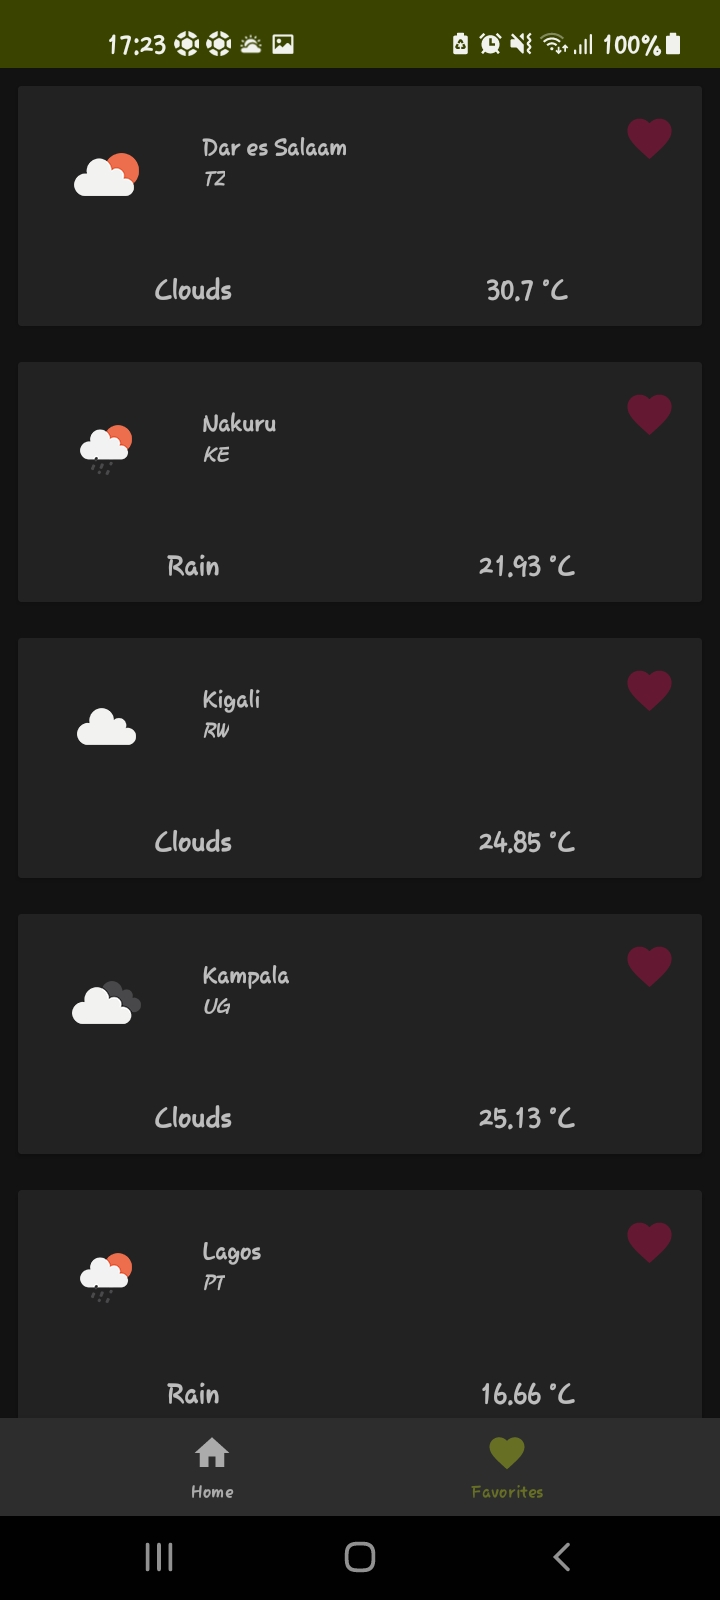 17:23 100%
Dar es Salaam
TZ
Clouds 30.7 °C
Nakuru
KE
Rain 21.93 °C
Kigali
RW
Clouds 24.85 °C
Kampala
UG
Clouds 25.13 °C
Lagos
PT
Rain 16.66 °C
Home Favorites